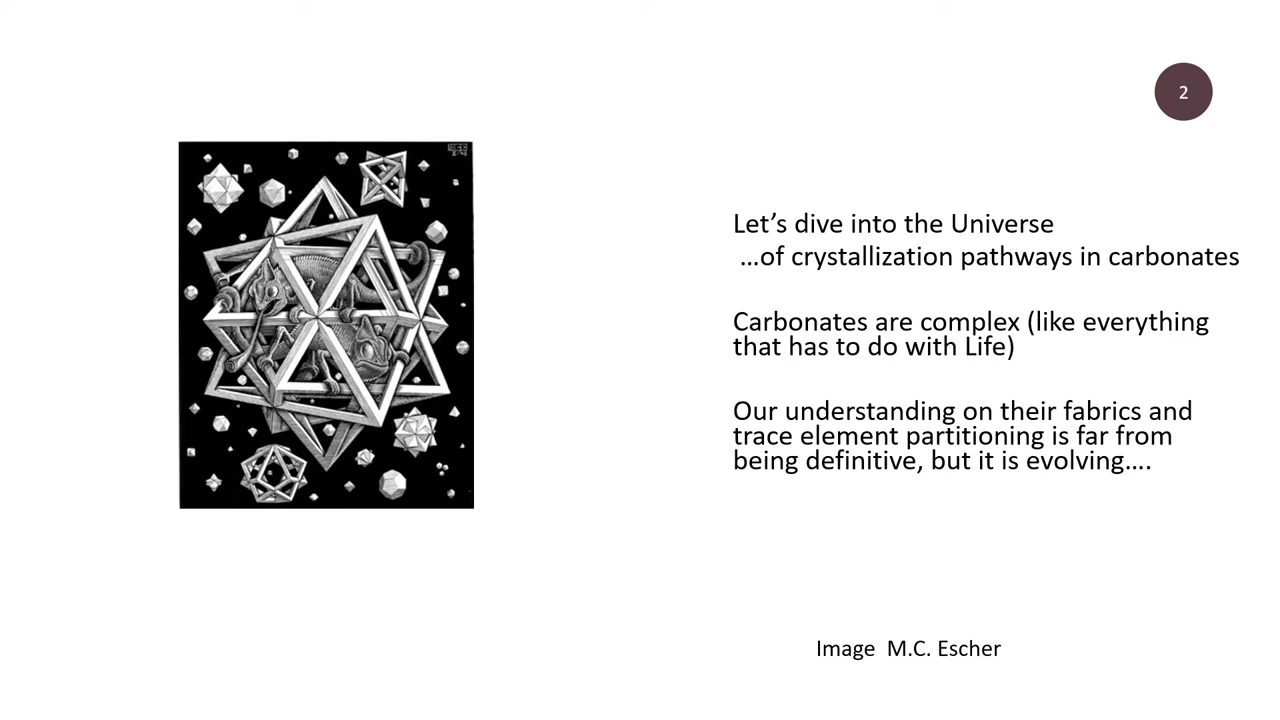 2
Let’s dive into the Universe
…of crystallization pathways in carbonates
Carbonates are complex (like everything
that has to do with Life)
Our understanding on their fabrics and
trace element partitioning is far from
being definitive, but it is evolving….
Image M.C. Escher